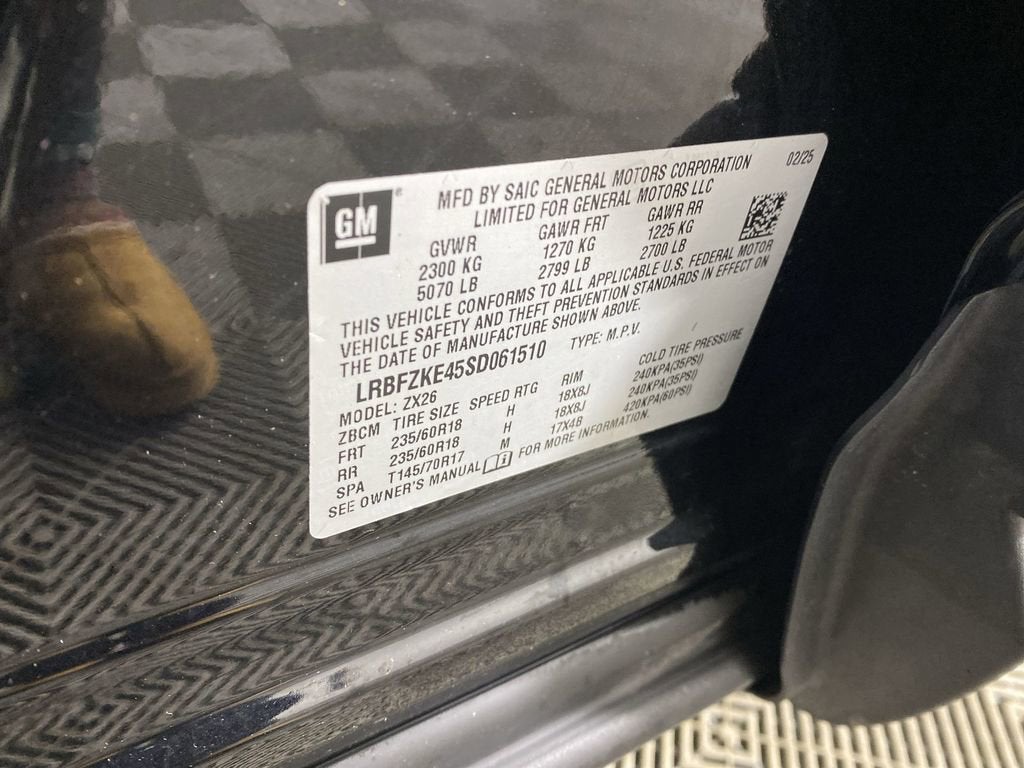 GM ® MFD BY SAIC GENERAL MOTORS CORPORATION 02/25
LIMITED FOR GENERAL MOTORS LLC
GVWR GAWR FRT GAWR RR
2300 KG 1270 KG 1225 KG
5070 LB 2799 LB 2700 LB
THIS VEHICLE CONFORMS TO ALL APPLICABLE U.S. FEDERAL MOTOR
VEHICLE SAFETY AND THEFT PREVENTION STANDARDS IN EFFECT ON
THE DATE OF MANUFACTURE SHOWN ABOVE.
LRBFZKE45SD061510 TYPE: M.P.V.
MODEL: ZX26
ZBCM TIRE SIZE SPEED RTG RIM COLD TIRE PRESSURE
FRT 235/60R18 H 18X8J 240KPA(35PSI)
RR 235/60R18 H 18X8J 240KPA(35PSI)
SPA T145/70R17 M 17X4B 420KPA(60PSI)
SEE OWNER'S MANUAL FOR MORE INFORMATION.